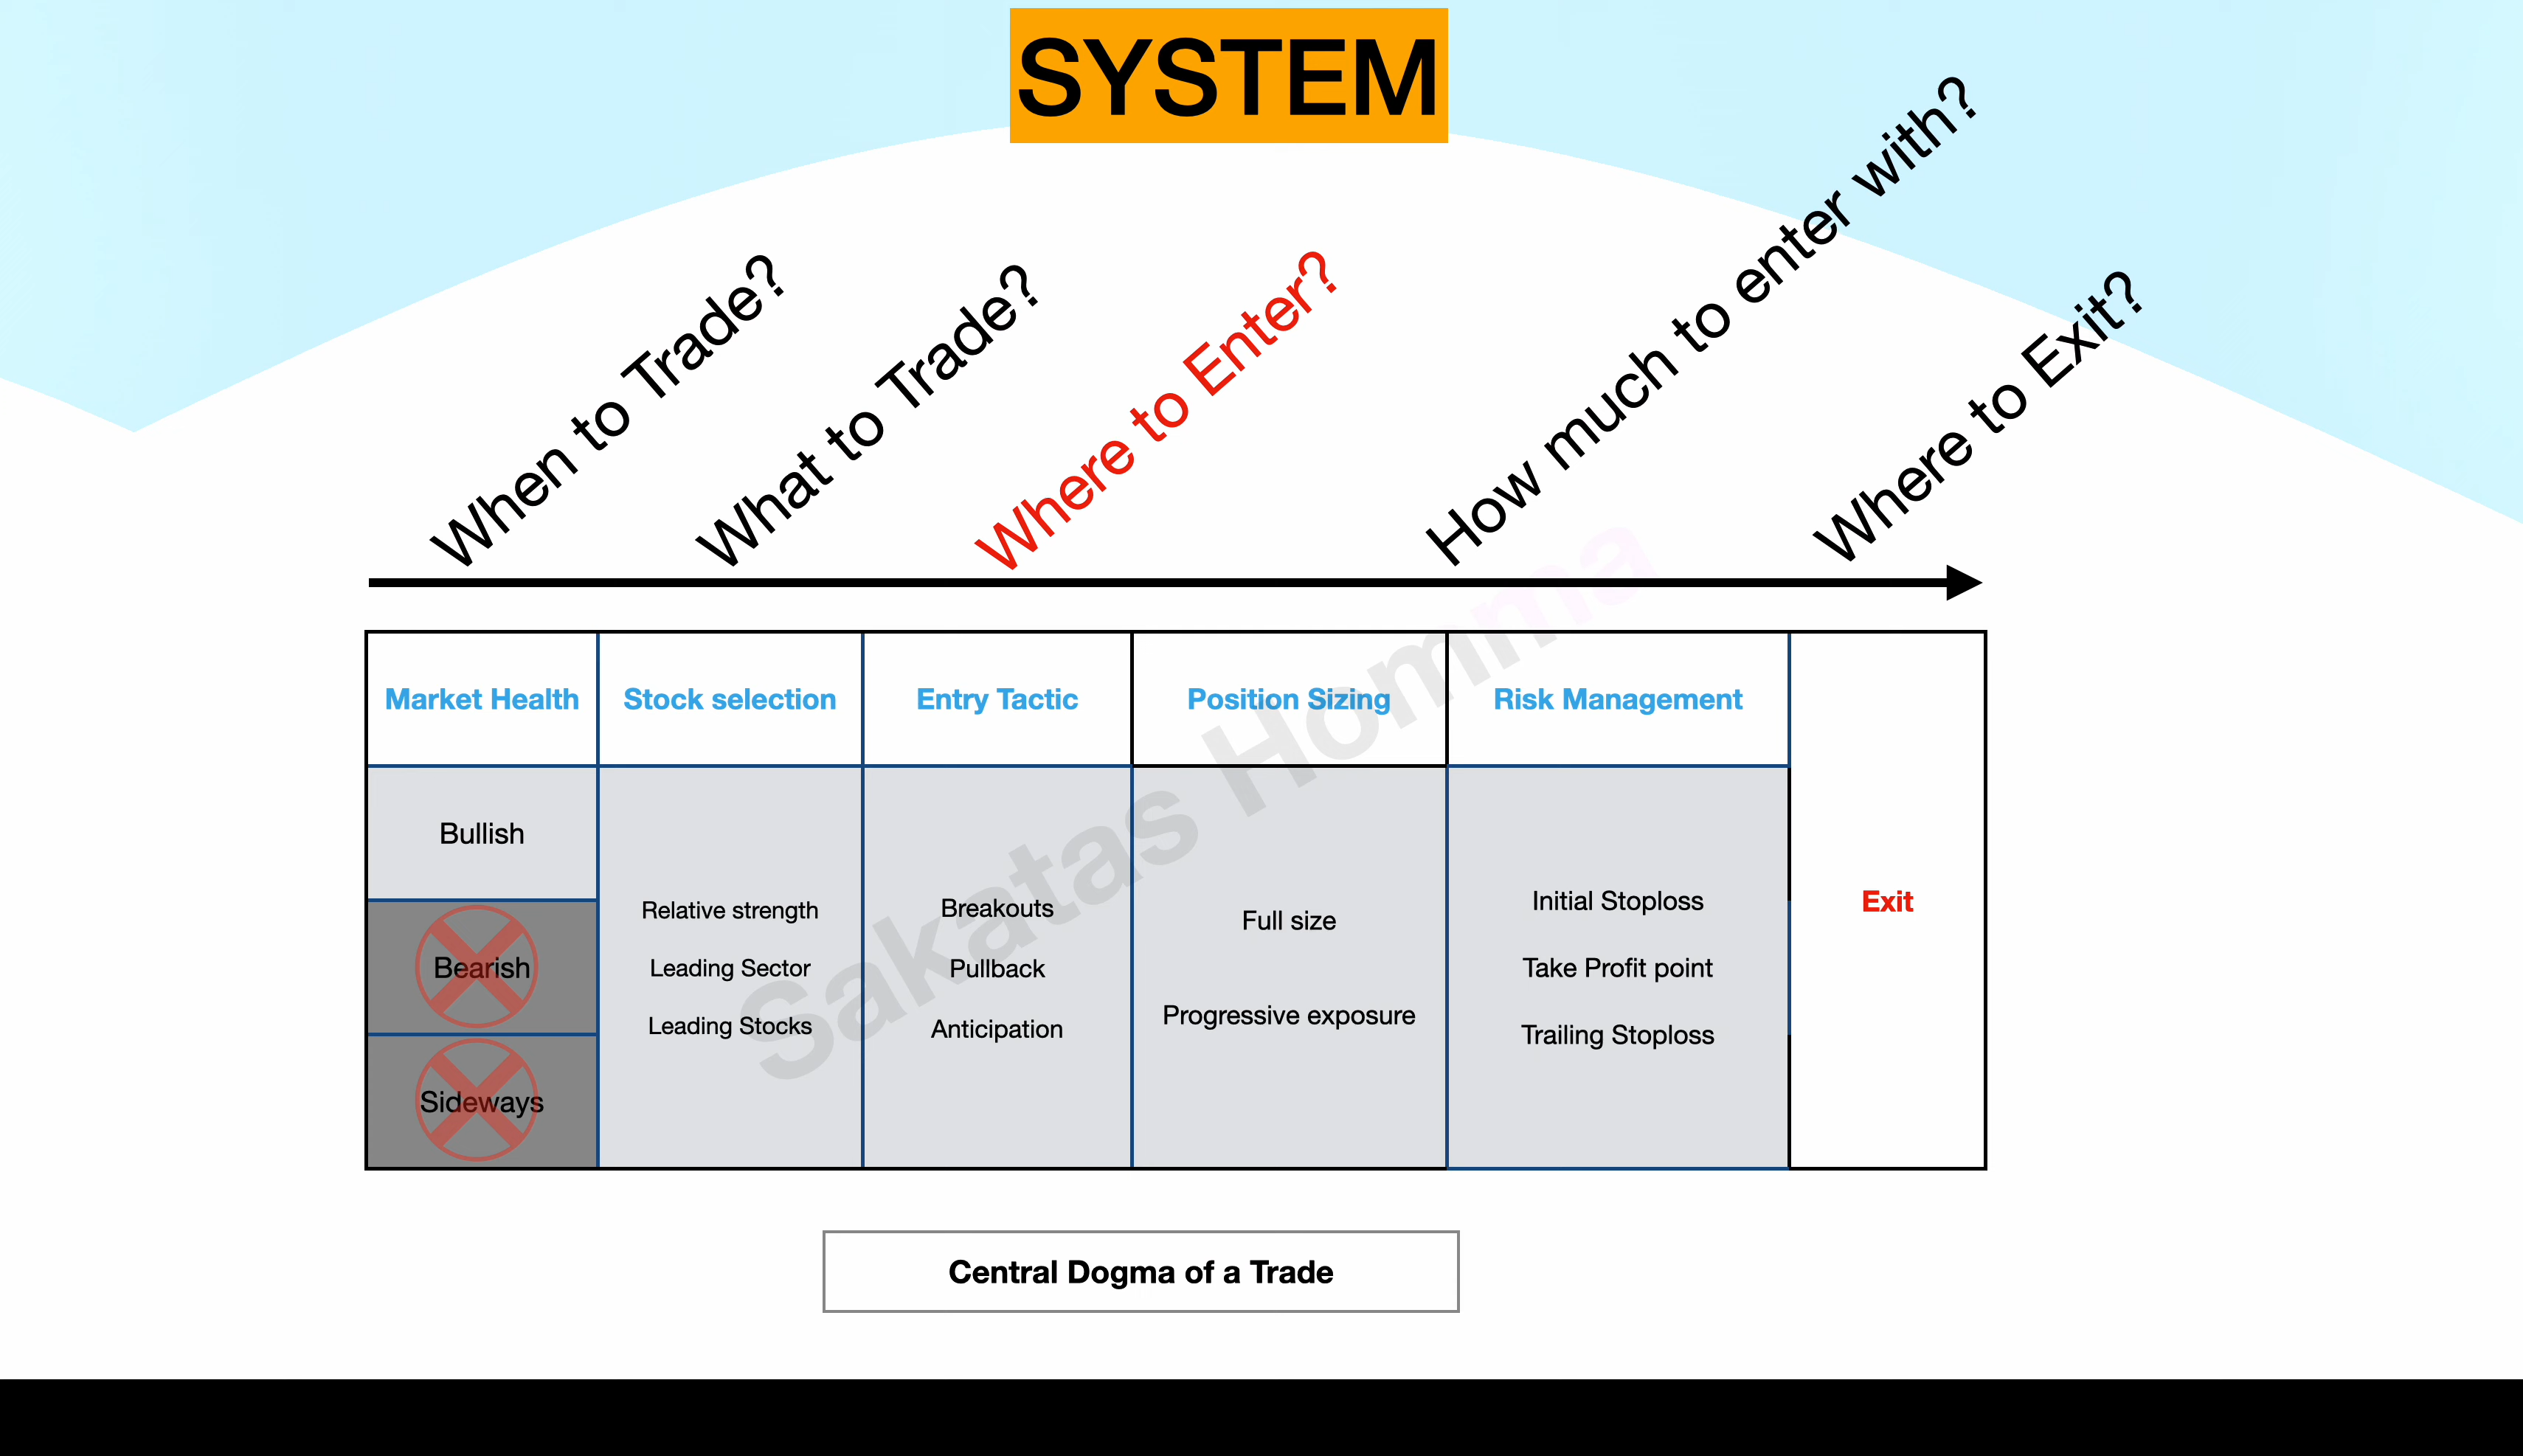 SYSTEM
When to Trade?
What to Trade?
Where to Enter?
How much to enter with?
Where to Exit?
Market Health
Stock selection
Entry Tactic
Position Sizing
Risk Management
Bullish
Bearish
Sideways
Relative strength
Leading Sector
Leading Stocks
Breakouts
Pullback
Anticipation
Full size
Progressive exposure
Initial Stoploss
Take Profit point
Trailing Stoploss
Exit
Sakatas Homma
Central Dogma of a Trade